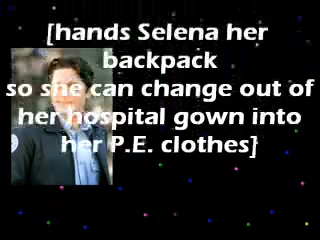 [hands Selena her
backpack
so she can change out of
her hospital gown into
her P.E. clothes}